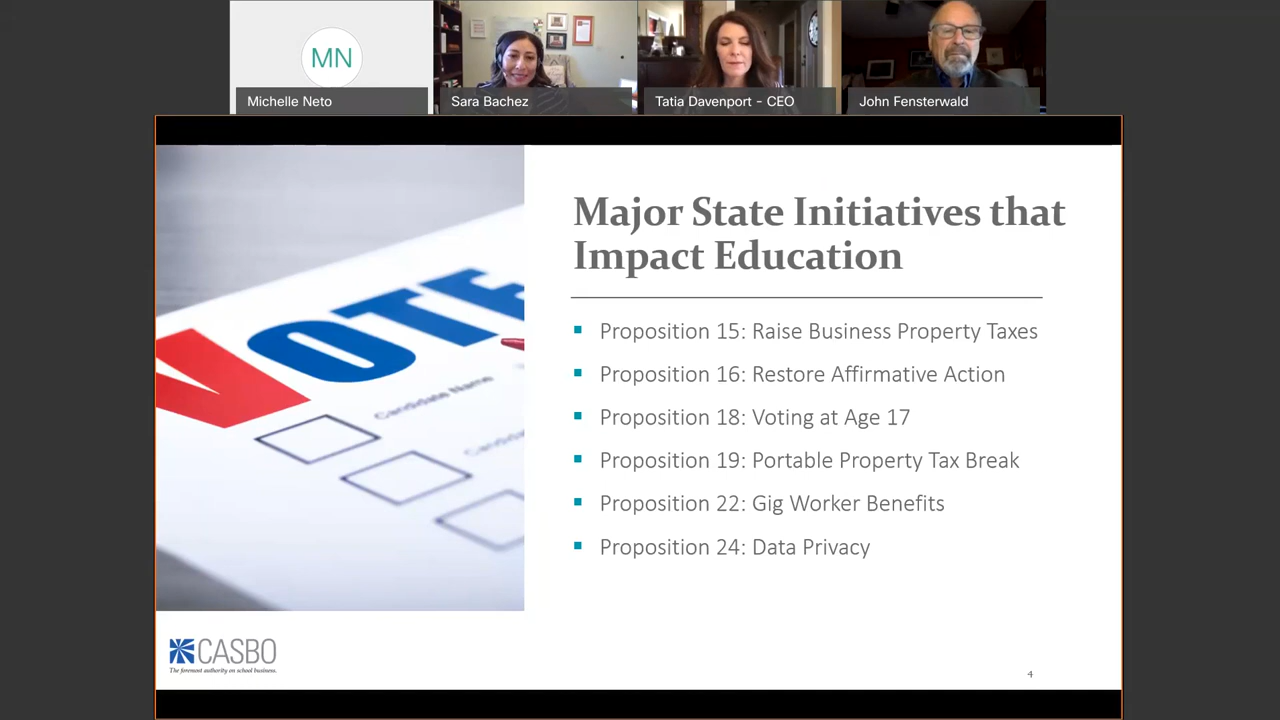 MN
Michelle Neto
Sara Bachez
Tatia Davenport - CEO
John Fensterwald
Major State Initiatives that
Impact Education
Proposition 15: Raise Business Property Taxes
Proposition 16: Restore Affirmative Action
Proposition 18: Voting at Age 17
Proposition 19: Portable Property Tax Break
Proposition 22: Gig Worker Benefits
Proposition 24: Data Privacy
VOTE
Candidate Name
CASBO
The foremost authority on school business.
4